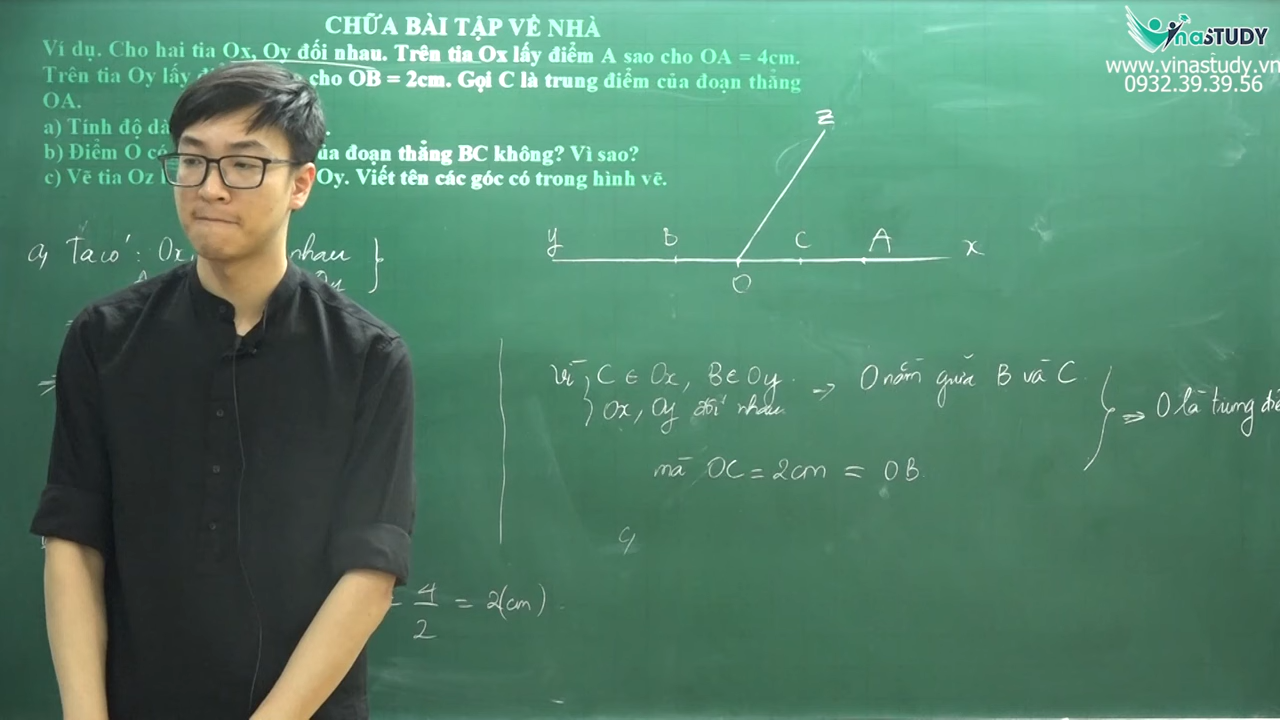 CHỮA BÀI TẬP VỀ NHÀ
Ví dụ. Cho hai tia Ox, Oy đối nhau. Trên tia Ox lấy điểm A sao cho OA = 4cm.
Trên tia Oy lấy cho OB = 2cm. Gọi C là trung điểm của đoạn thẳng
OA.
a) Tính độ
b) Điểm O của đoạn thẳng BC không? Vì sao?
c) Vẽ tia Oz Oy. Viết tên các góc có trong hình vẽ.
VinaSTUDY
www.vinastudy.vn
0932.39.39.56
z
y B C A x
O
a, Ta có: Ox, nhau }
Oy
vì { C ∈ Ox, B ∈ Oy → O nằm giữa B và C
Ox, Oy đối nhau
} => O là trung
mà OC = 2cm = OB
c,
= 4/2 = 2(cm)